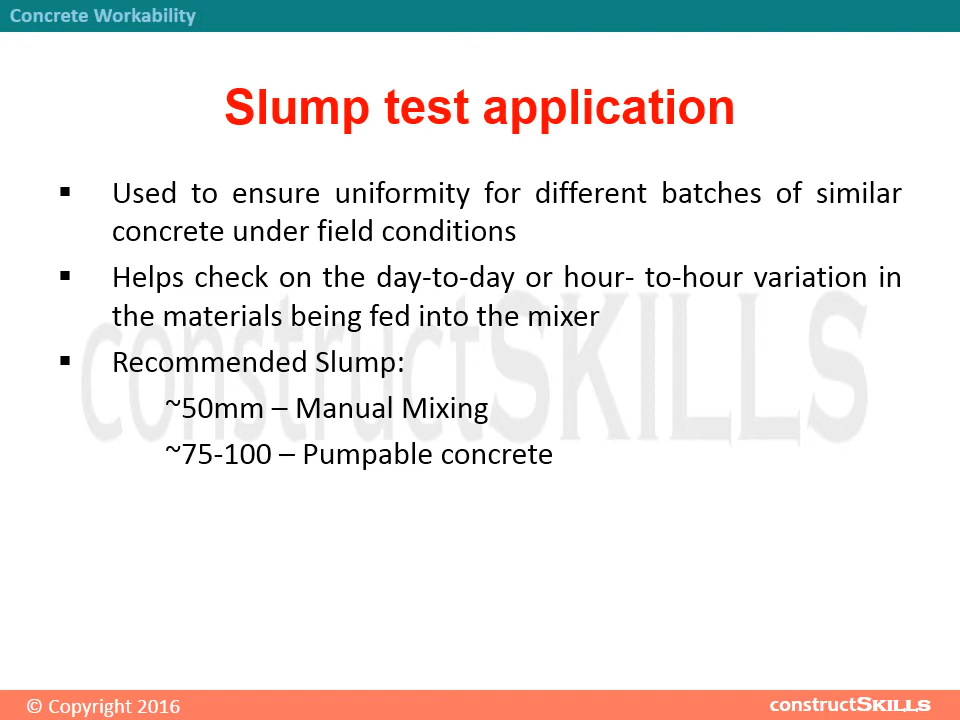 Concrete Workability
Slump test application
▪ Used to ensure uniformity for different batches of similar
concrete under field conditions
▪ Helps check on the day-to-day or hour- to-hour variation in
the materials being fed into the mixer
▪ Recommended Slump:
~50mm – Manual Mixing
~75-100 – Pumpable concrete
constructSKILLS
© Copyright 2016
constructSKILLS